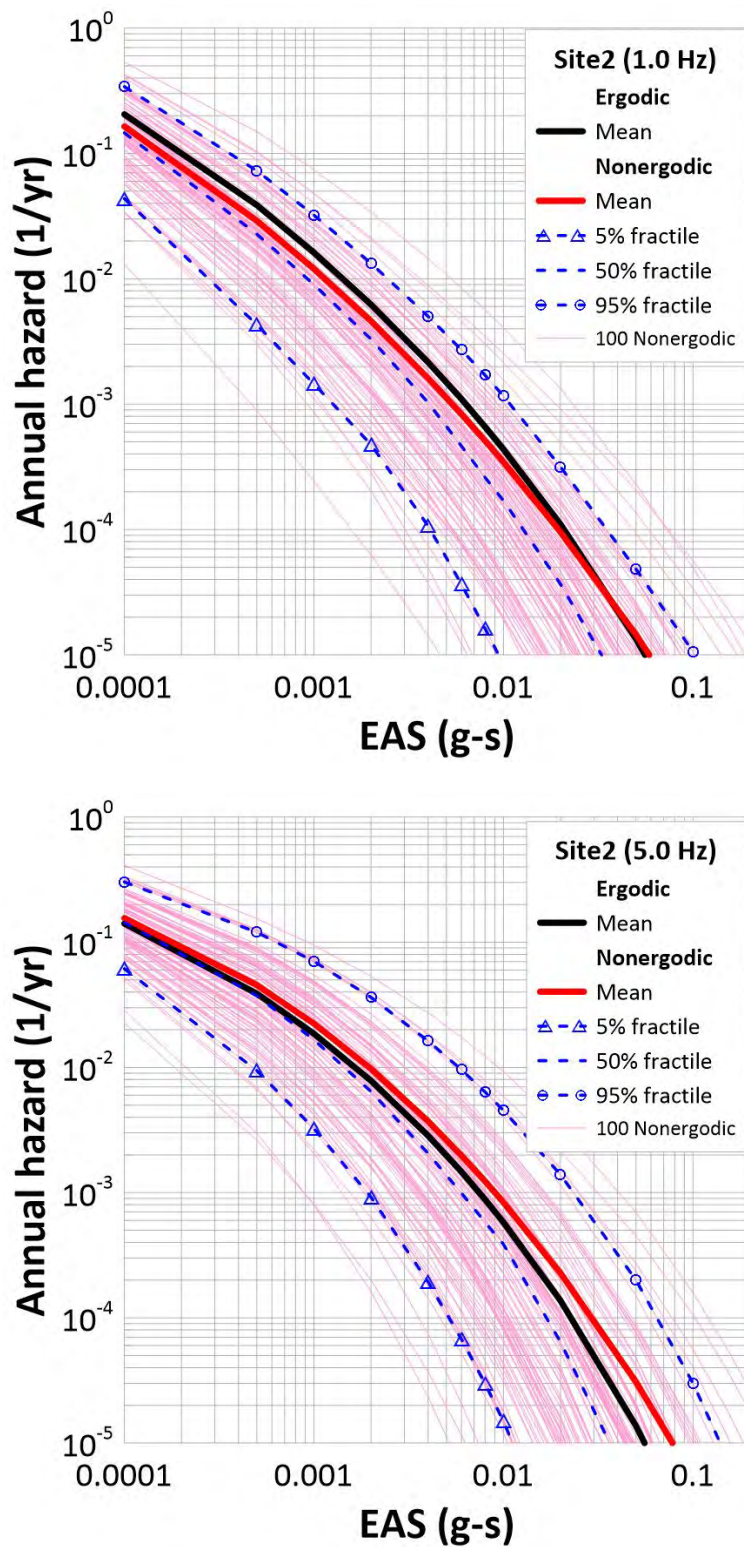 10⁰
10⁻¹
10⁻²
10⁻³
10⁻⁴
10⁻⁵
Annual hazard (1/yr)
Site2 (1.0 Hz)
Ergodic
Mean
Nonergodic
Mean
5% fractile
50% fractile
95% fractile
100 Nonergodic
0.0001 0.001 0.01 0.1
EAS (g-s)
10⁰
10⁻¹
10⁻²
10⁻³
10⁻⁴
10⁻⁵
Annual hazard (1/yr)
Site2 (5.0 Hz)
Ergodic
Mean
Nonergodic
Mean
5% fractile
50% fractile
95% fractile
100 Nonergodic
0.0001 0.001 0.01 0.1
EAS (g-s)